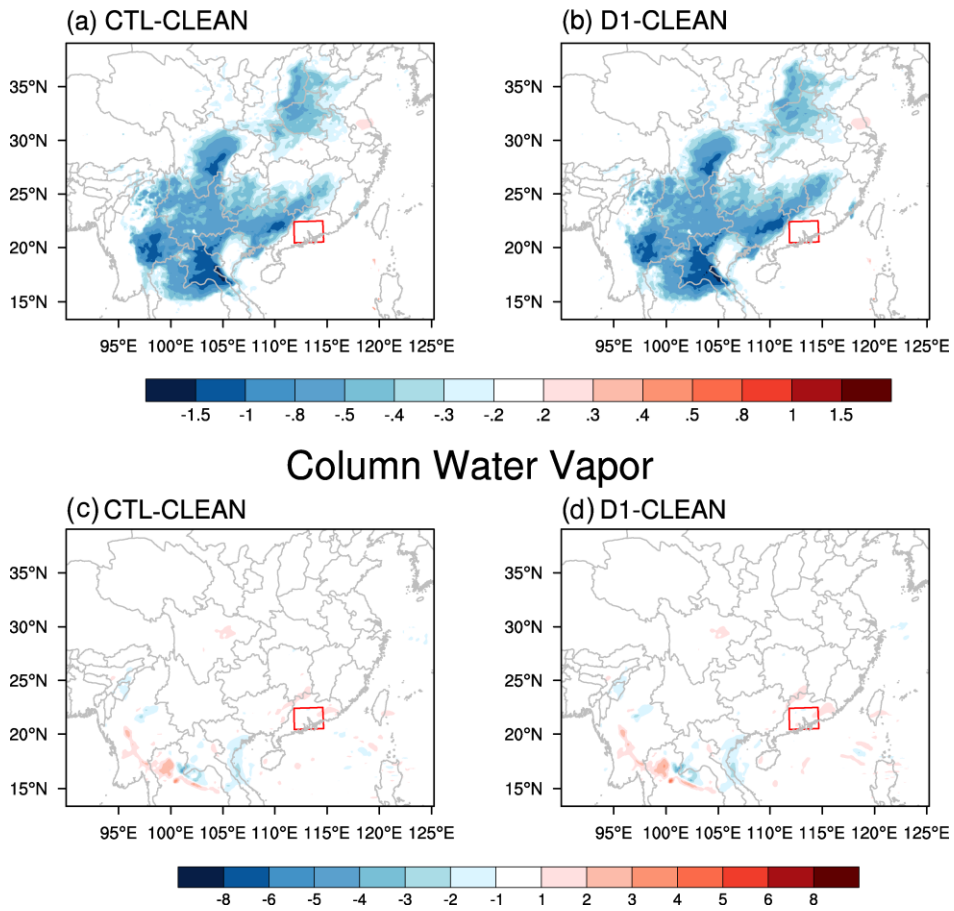 (a) CTL-CLEAN (b) D1-CLEAN
35°N 35°N
30°N 30°N
25°N 25°N
20°N 20°N
15°N 15°N
95°E 100°E 105°E 110°E 115°E 120°E 125°E 95°E 100°E 105°E 110°E 115°E 120°E 125°E
-1.5 -1 -.8 -.5 -.4 -.3 -.2 .2 .3 .4 .5 .8 1 1.5
Column Water Vapor
(c) CTL-CLEAN (d) D1-CLEAN
35°N 35°N
30°N 30°N
25°N 25°N
20°N 20°N
15°N 15°N
95°E 100°E 105°E 110°E 115°E 120°E 125°E 95°E 100°E 105°E 110°E 115°E 120°E 125°E
-8 -6 -5 -4 -3 -2 -1 1 2 3 4 5 6 8